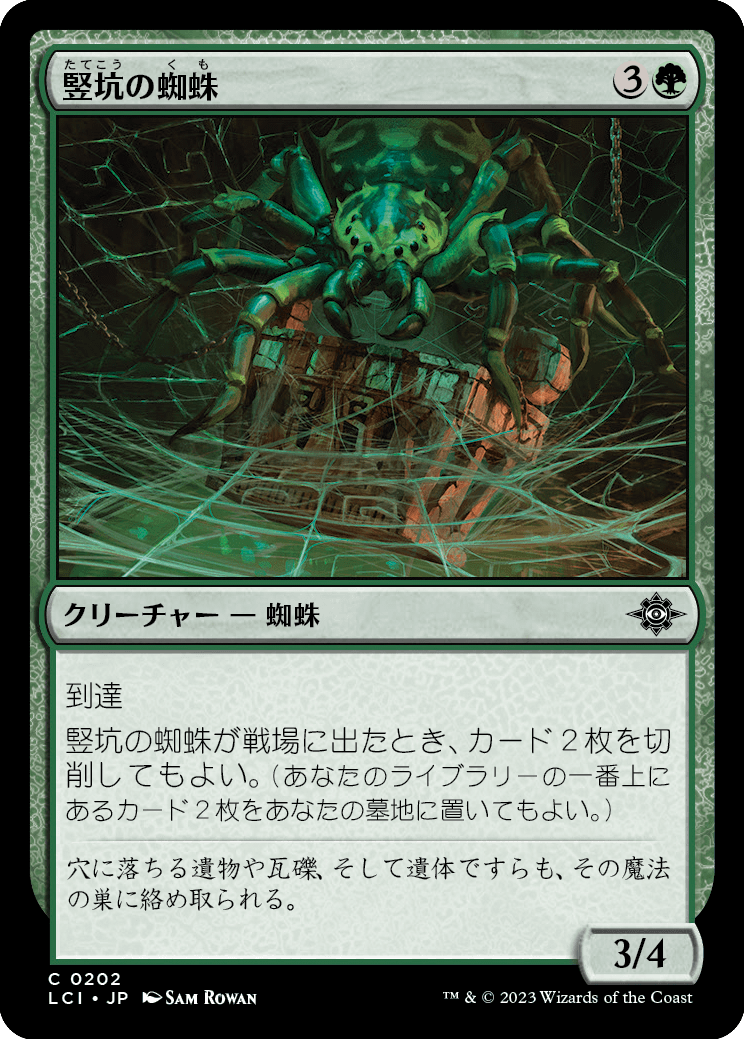 たてこう くも
竪坑の蜘蛛 3
クリーチャー — 蜘蛛
到達
竪坑の蜘蛛が戦場に出たとき、カード２枚を切
削してもよい。（あなたのライブラリーの一番上に
あるカード２枚をあなたの墓地に置いてもよい。）
穴に落ちる遺物や瓦礫、そして遺体ですらも、その魔法
の巣に絡め取られる。
3/4
C 0202
LCI • JP SAM ROWAN ™ & © 2023 Wizards of the Coast